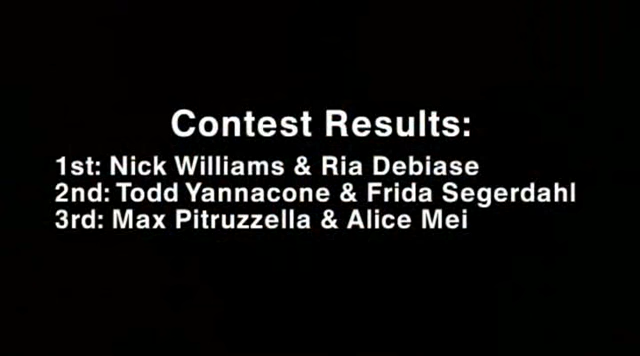 Contest Results:
1st: Nick Williams & Ria Debiase
2nd: Todd Yannacone & Frida Segerdahl
3rd: Max Pitruzzella & Alice Mei